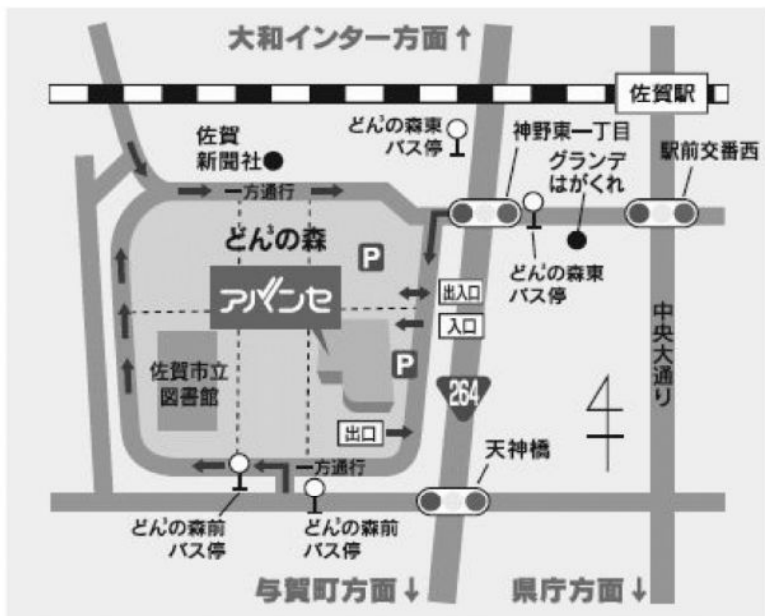 大和インター方面↑
佐賀駅
どん³の森東
バス停
神野東一丁目
グランデ
はがくれ
駅前交番西
佐賀
新聞社
一方通行
どん³の森
P
どん³の森東
バス停
アバンセ
出入口
入口
中央大通り
佐賀市立
図書館
P
264
出口
天神橋
一方通行
どん³の森前
バス停
どん³の森前
バス停
与賀町方面↓
県庁方面↓